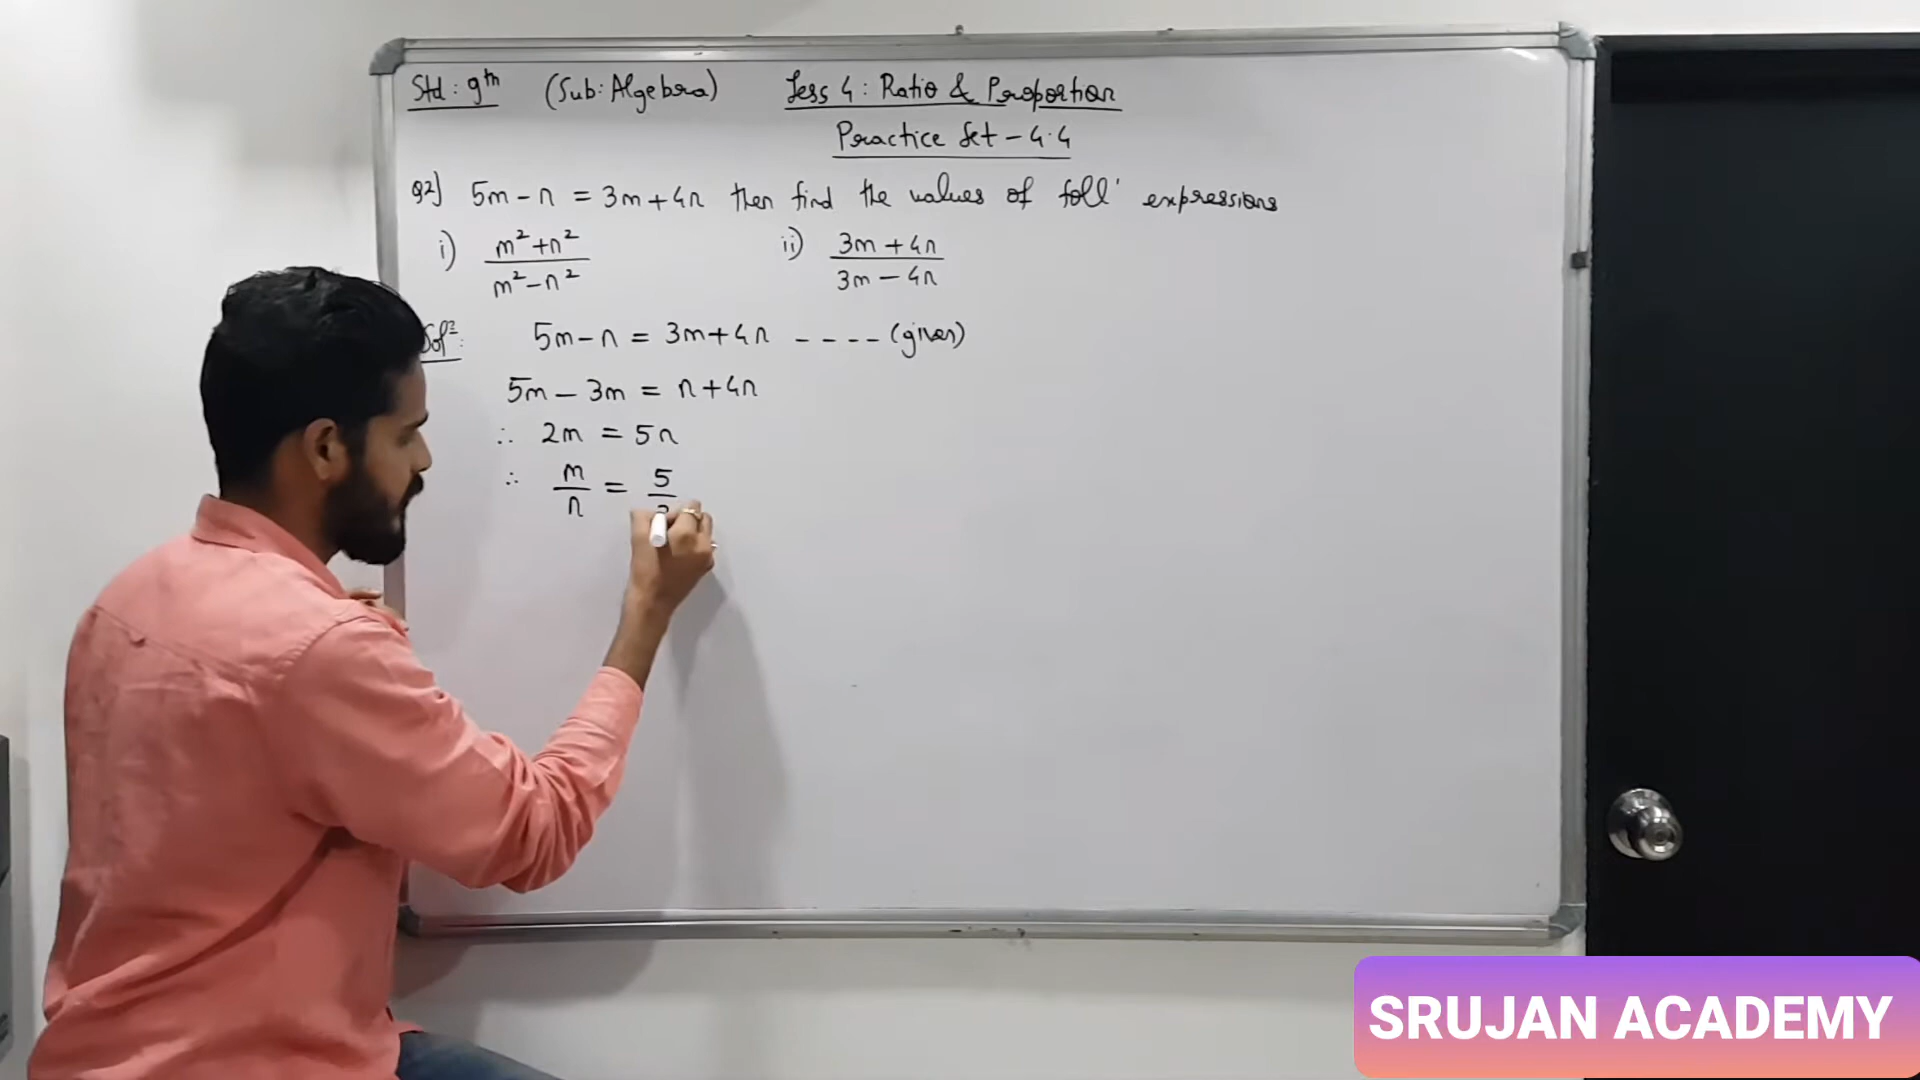 Std : 9th (Sub: Algebra) Less 4 : Ratio & Proportion
Practice Set - 4.4
Q2] 5m - n = 3m + 4n then find the values of foll' expressions
i) m² + n² / m² - n² ii) 3m + 4n / 3m - 4n
Solⁿ: 5m - n = 3m + 4n - - - - (given)
5m - 3m = n + 4n
∴ 2m = 5n
∴ m/n = 5/2
SRUJAN ACADEMY